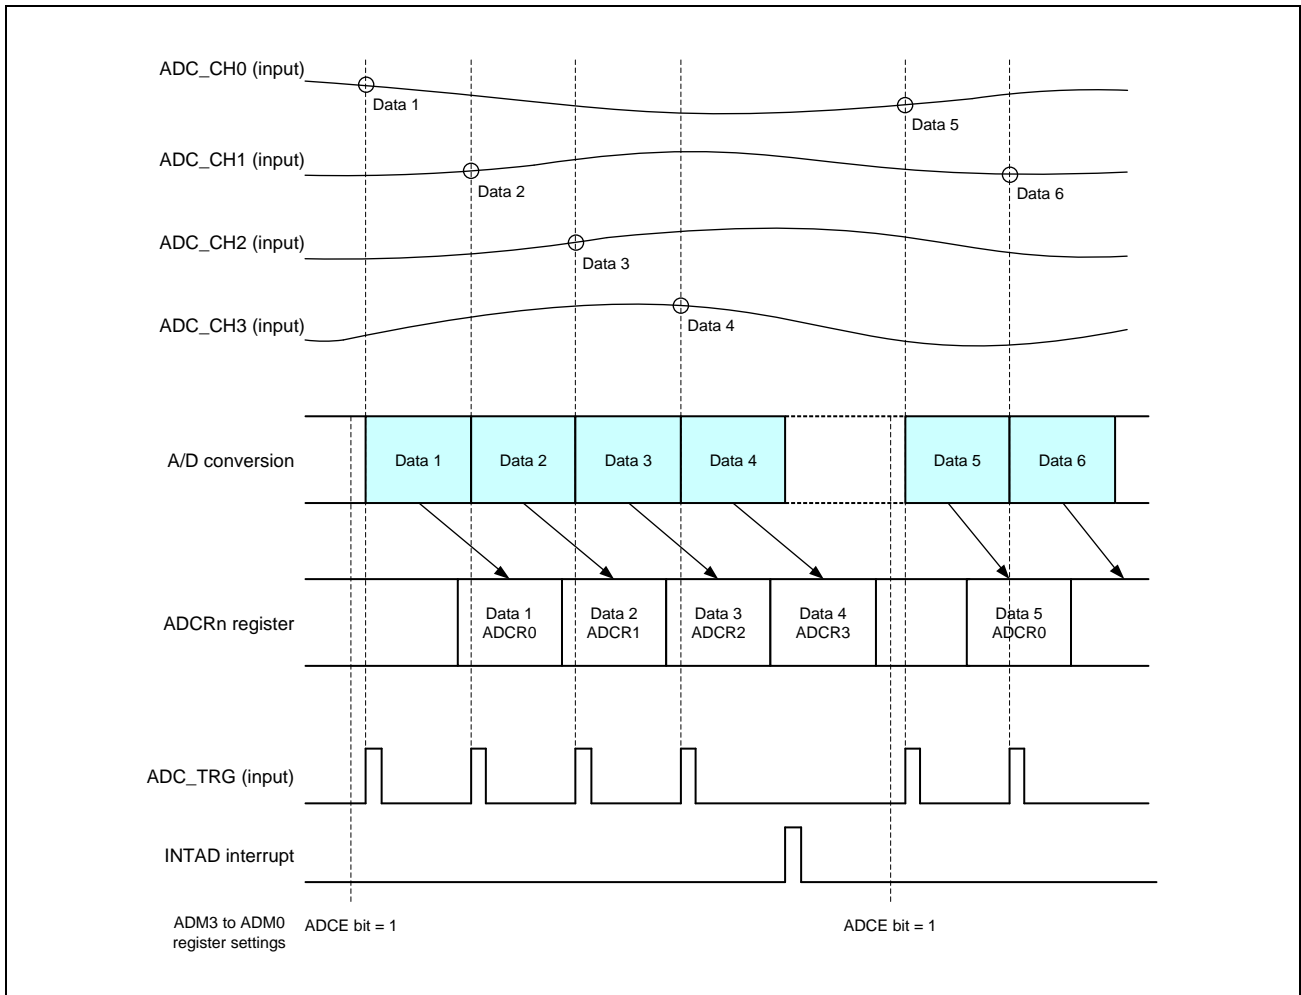 ADC_CH0 (input)
Data 1
Data 5
ADC_CH1 (input)
Data 2
Data 6
ADC_CH2 (input)
Data 3
ADC_CH3 (input)
Data 4
A/D conversion
Data 1
Data 2
Data 3
Data 4
Data 5
Data 6
ADCRn register
Data 1
ADCR0
Data 2
ADCR1
Data 3
ADCR2
Data 4
ADCR3
Data 5
ADCR0
ADC_TRG (input)
INTAD interrupt
ADM3 to ADM0
register settings
ADCE bit = 1
ADCE bit = 1